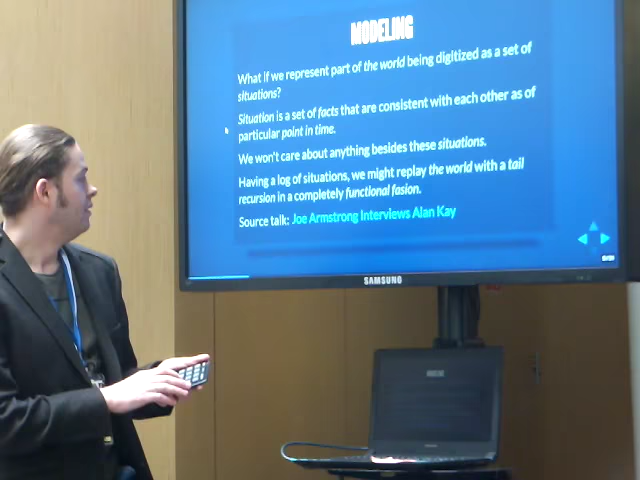 MODELING
What if we represent part of the world being digitized as a set of
situations?
Situation is a set of facts that are consistent with each other as of
particular point in time.
We won't care about anything besides these situations.
Having a log of situations, we might replay the world with a tail
recursion in a completely functional fasion.
Source talk: Joe Armstrong Interviews Alan Kay
SAMSUNG